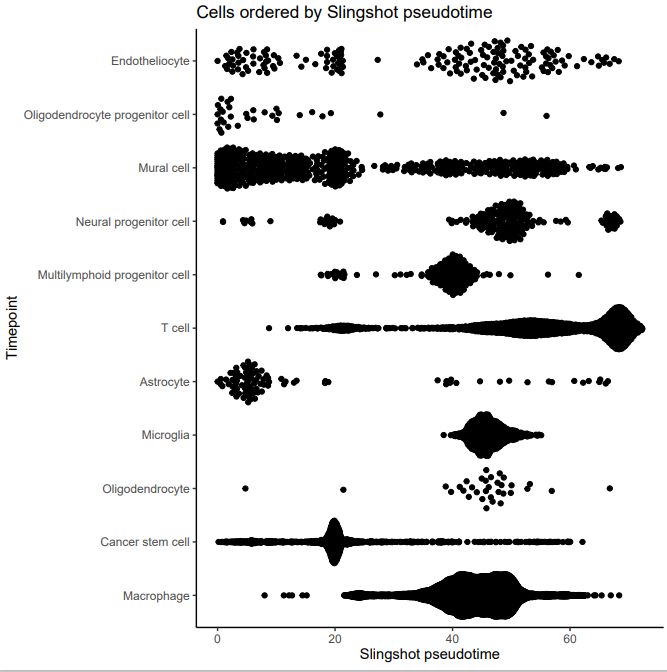 Cells ordered by Slingshot pseudotime
Timepoint
Endotheliocyte
Oligodendrocyte progenitor cell
Mural cell
Neural progenitor cell
Multilymphoid progenitor cell
T cell
Astrocyte
Microglia
Oligodendrocyte
Cancer stem cell
Macrophage
0 20 40 60
Slingshot pseudotime